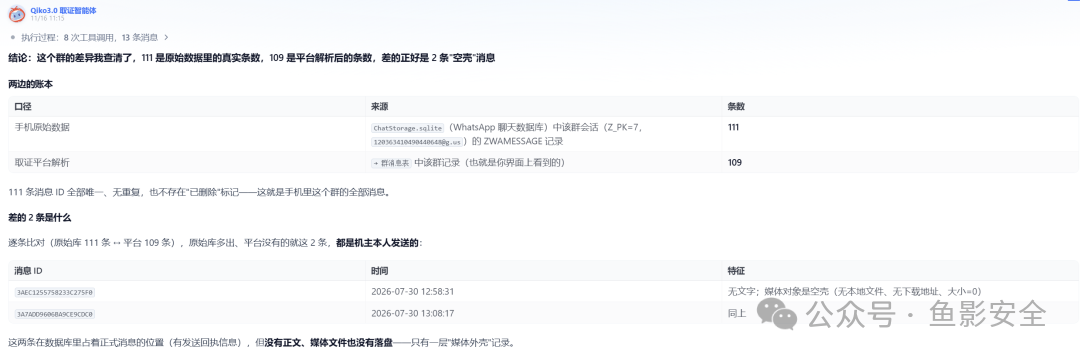 Qiko3.0 取证智能体
11/16 11:15
执行过程：8 次工具调用，13 条消息 >
结论：这个群的差异我查清了，111 是原始数据里的真实条数，109 是平台解析后的条数，差的正好是 2 条"空壳"消息
两边的账本
口径 来源 条数
手机原始数据 ChatStorage.sqlite （WhatsApp 聊天数据库）中该群会话（Z_PK=7， 111
120363410490440648@g.us ）的 ZWAMESSAGE 记录
取证平台解析 → 群消息表 中该群记录（也就是你界面上看到的） 109
111 条消息 ID 全部唯一、无重复，也不存在"已删除"标记——这就是手机里这个群的全部消息。
差的 2 条是什么
逐条比对（原始库 111 条 ↔ 平台 109 条），原始库多出、平台没有的就这 2 条，都是机主本人发送的：
消息 ID 时间 特征
3AEC1255758233C275F0 2026-07-30 12:58:31 无文字；媒体对象是空壳（无本地文件、无下载地址、大小=0）
3A7ADD96068A9CE9CDC0 2026-07-30 13:08:17 同上
这两条在数据库里占着正式消息的位置（有发送回执信息），但没有正文、媒体文件也没有落盘——只有一层"媒体外壳"记录。
公众号 · 鱼影安全